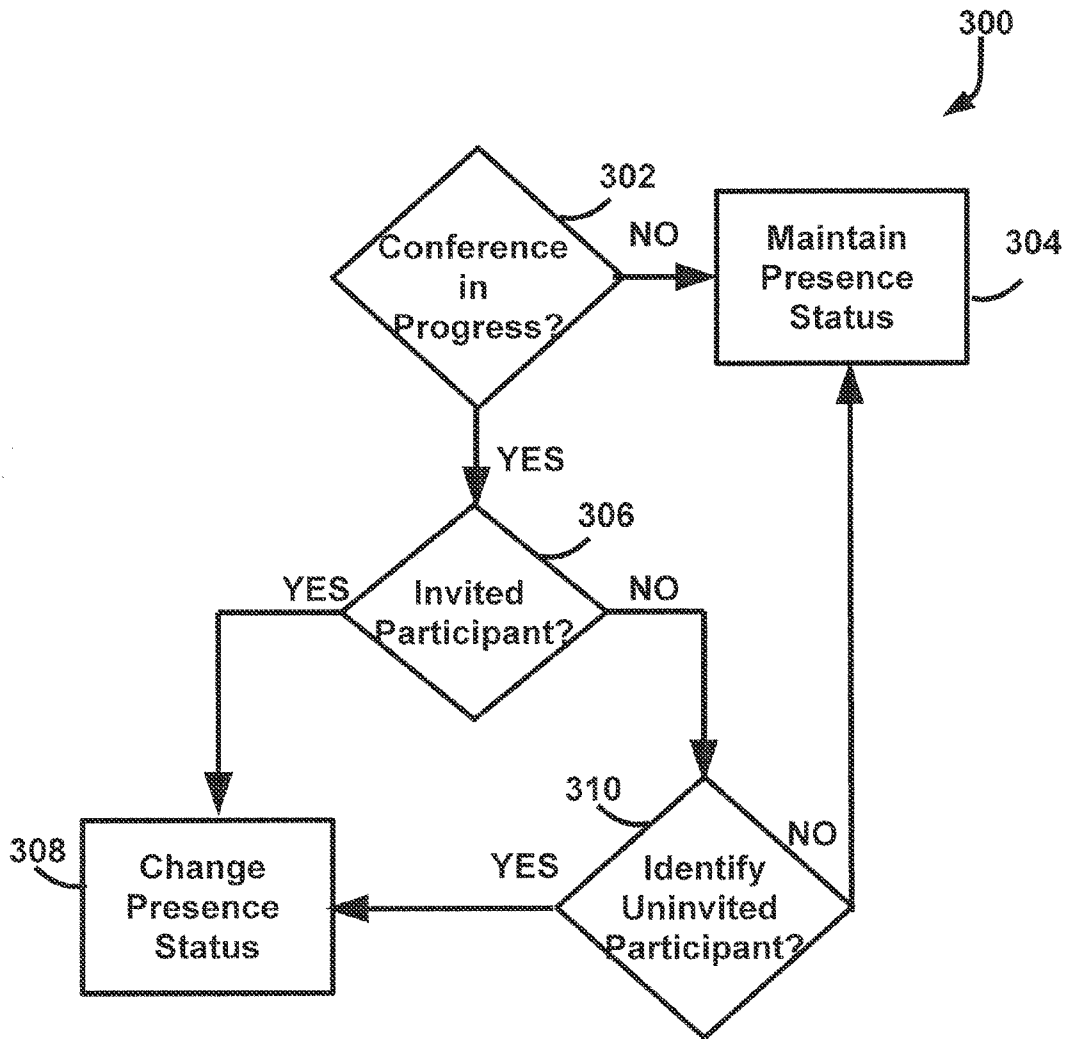 300
302
Conference
in
Progress?
NO
Maintain
Presence
Status
304
YES
306
Invited
Participant?
YES
NO
310
Identify
Uninvited
Participant?
YES
NO
308
Change
Presence
Status